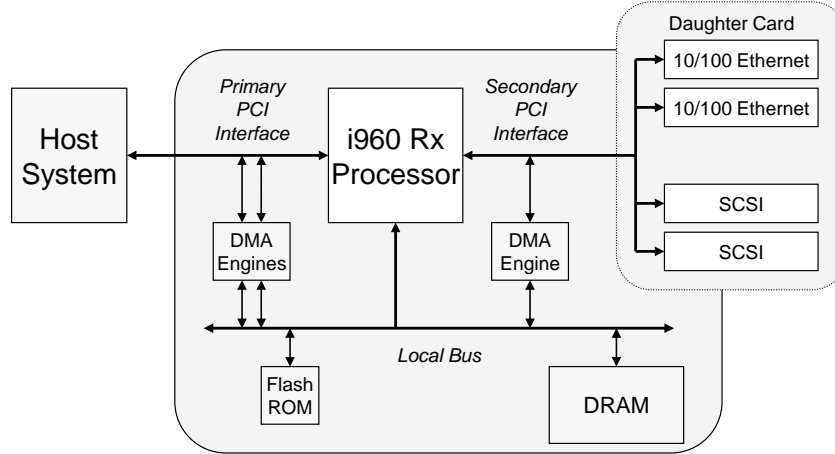 Daughter Card
10/100 Ethernet
10/100 Ethernet
Primary
PCI
Interface
Secondary
PCI
Interface
Host
System
i960 Rx
Processor
SCSI
SCSI
DMA
Engines
DMA
Engine
Local Bus
Flash
ROM
DRAM